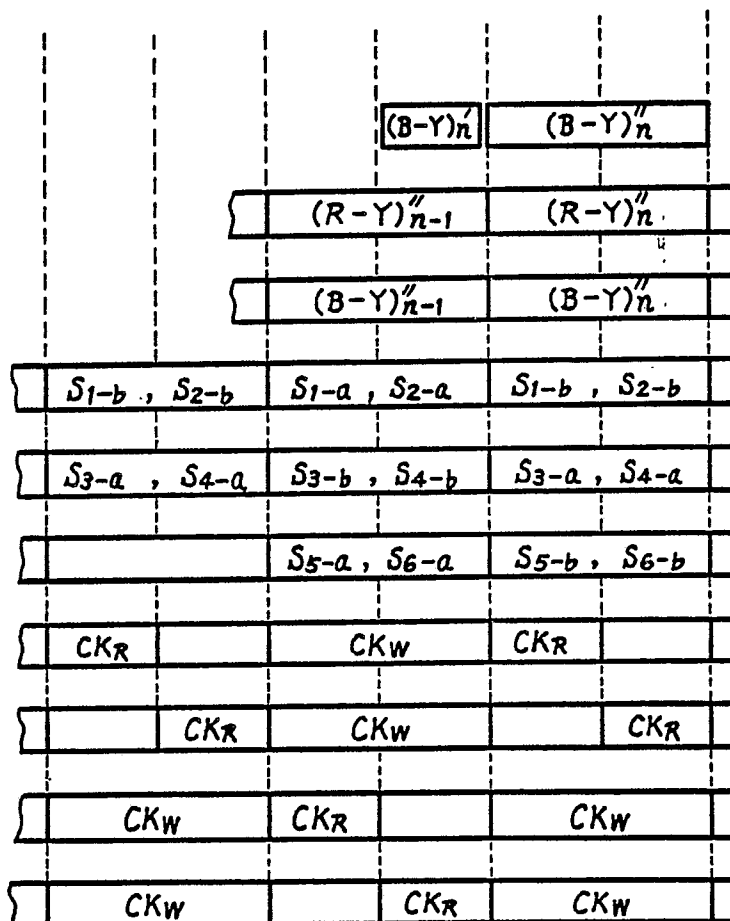 (B-Y)'n (B-Y)''n
(R-Y)''n-1 (R-Y)''n
(B-Y)''n-1 (B-Y)''n
S1-b , S2-b S1-a , S2-a S1-b , S2-b
S3-a , S4-a S3-b , S4-b S3-a , S4-a
S5-a , S6-a S5-b , S6-b
CKR CKW CKR
CKR CKW CKR
CKW CKR CKW
CKW CKR CKW